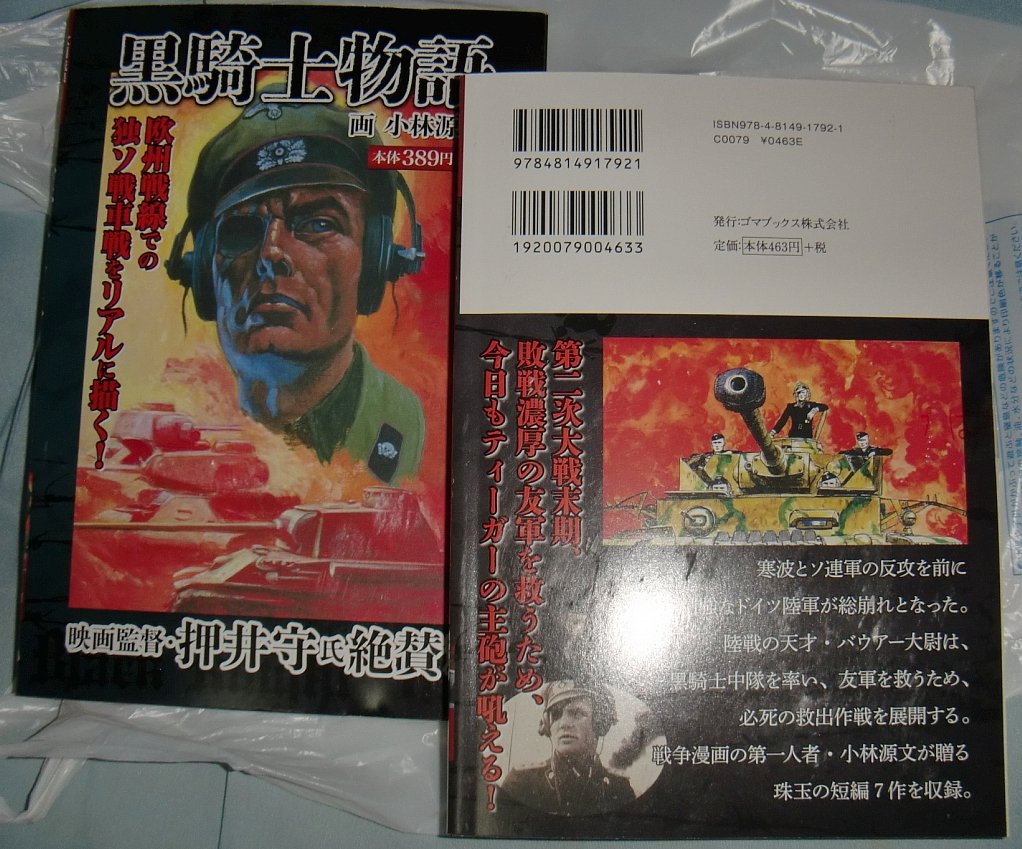 黒騎士物語
画 小林源
本体389円
欧州戦線での
独ソ戦車戦をリアルに描く!
映画監督・押井守氏絶賛
Black
ISBN978-4-8149-1792-1
C0079 ¥0463E
9784814917921
1920079004633
発行:ゴマブックス株式会社
定価:本体463円+税
第二次大戦末期、
敗戦濃厚の友軍を救うため、
今日もティーガーの主砲が吼える!
寒波とソ連軍の反攻を前に
なドイツ陸軍が総崩れとなった。
陸戦の天才・バウアー大尉は、
黒騎士中隊を率い、友軍を救うため、
必死の救出作戦を展開する。
戦争漫画の第一人者・小林源文が贈る
珠玉の短編7作を収録。